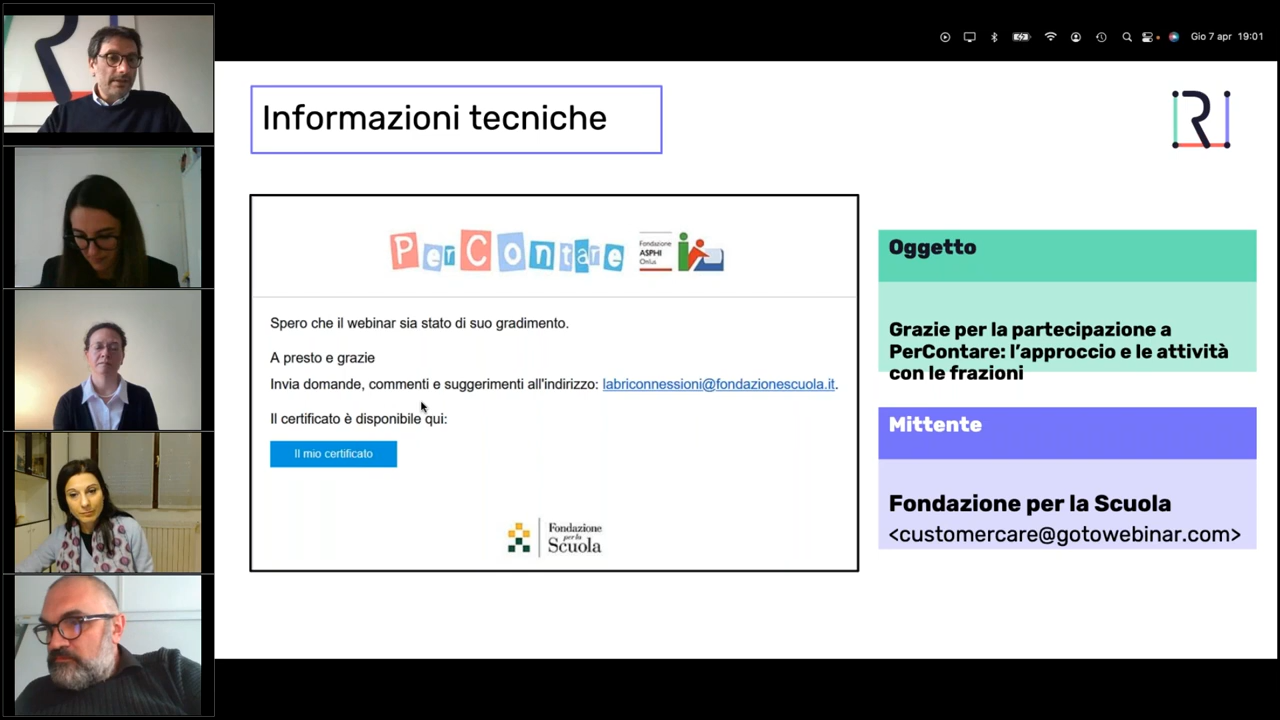 Gio 7 apr 19:01
Informazioni tecniche
R
PerContare
Fondazione
ASPHI
Onlus
Spero che il webinar sia stato di suo gradimento.
A presto e grazie
Invia domande, commenti e suggerimenti all'indirizzo: labriconnessioni@fondazionescuola.it.
Il certificato è disponibile qui:
Il mio certificato
Fondazione
per la
Scuola
Oggetto
Grazie per la partecipazione a
PerContare: l’approccio e le attività
con le frazioni
Mittente
Fondazione per la Scuola
<customercare@gotowebinar.com>